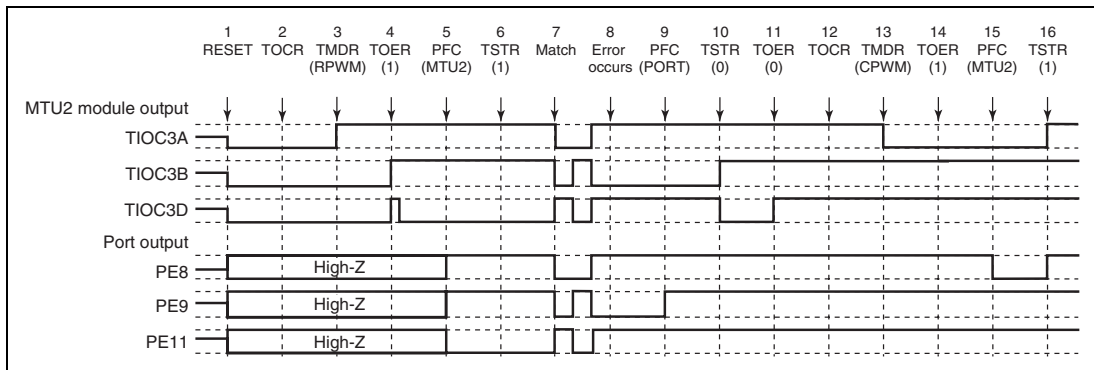 1 2 3 4 5 6 7 8 9 10 11 12 13 14 15 16
RESET TOCR TMDR TOER PFC TSTR Match Error PFC TSTR TOER TOCR TMDR TOER PFC TSTR
(RPWM) (1) (MTU2) (1) occurs (PORT) (0) (0) (CPWM) (1) (MTU2) (1)
MTU2 module output
TIOC3A
TIOC3B
TIOC3D
Port output
PE8 High-Z
PE9 High-Z
PE11 High-Z